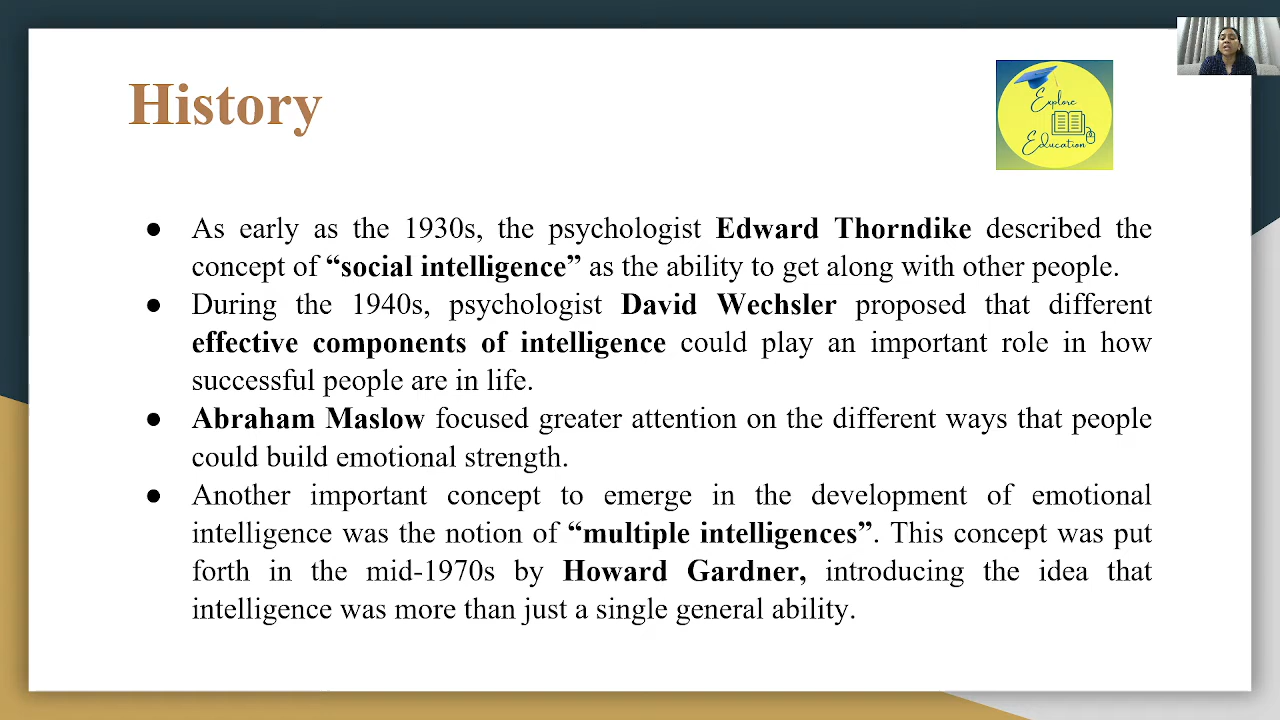 History
Explore
Education
● As early as the 1930s, the psychologist Edward Thorndike described the
concept of “social intelligence” as the ability to get along with other people.
● During the 1940s, psychologist David Wechsler proposed that different
effective components of intelligence could play an important role in how
successful people are in life.
● Abraham Maslow focused greater attention on the different ways that people
could build emotional strength.
● Another important concept to emerge in the development of emotional
intelligence was the notion of “multiple intelligences”. This concept was put
forth in the mid-1970s by Howard Gardner, introducing the idea that
intelligence was more than just a single general ability.